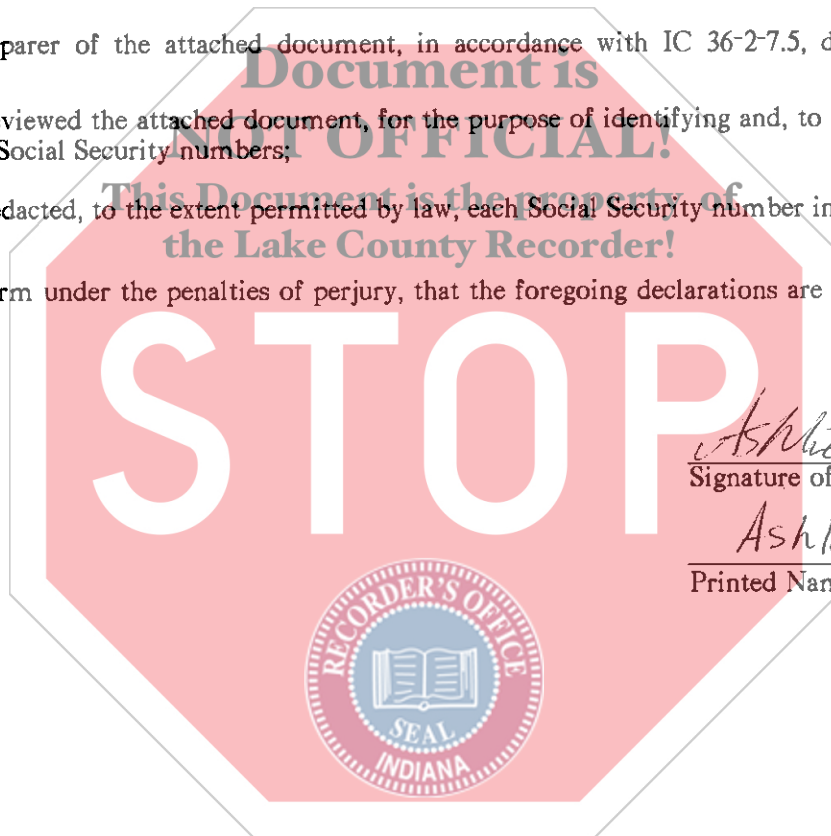 parer of the attached document, in accordance with IC 36-2-7.5, d
Document is
viewed the attached document, for the purpose of identifying and, to
NOT OFFICIAL!
Social Security numbers;
This Document is the property of
dacted, to the extent permitted by law, each Social Security number in
the Lake County Recorder!
rm under the penalties of perjury, that the foregoing declarations are
STOP
Signature of
Ash
Printed Nan
RECORDER'S OFFICE
SEAL
INDIANA